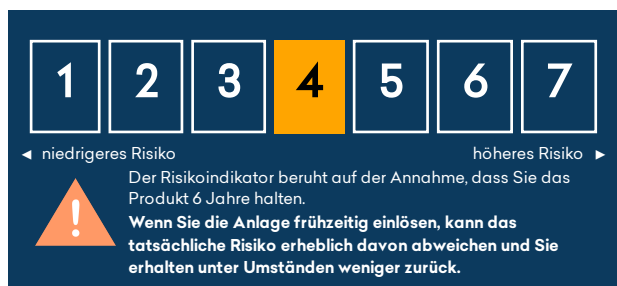 1 2 3 4 5 6 7
◄ niedrigeres Risiko höheres Risiko ►
Der Risikoindikator beruht auf der Annahme, dass Sie das
Produkt 6 Jahre halten.
Wenn Sie die Anlage frühzeitig einlösen, kann das
tatsächliche Risiko erheblich davon abweichen und Sie
erhalten unter Umständen weniger zurück.
!